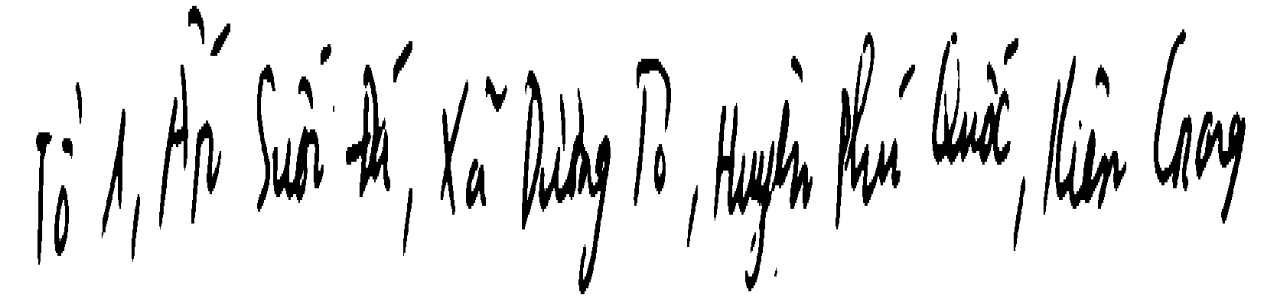 Tổ 1, Ấp Suối Đá, Xã Dương Tơ, Huyện Phú Quốc, Kiên Giang